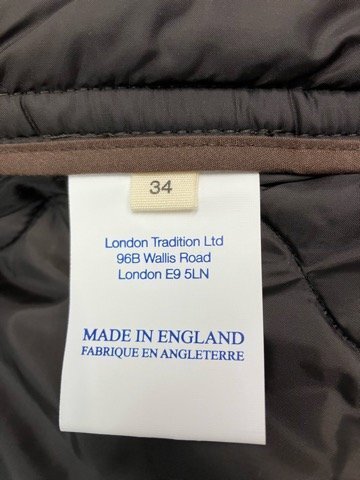 34
London Tradition Ltd
96B Wallis Road
London E9 5LN
MADE IN ENGLAND
FABRIQUE EN ANGLETERRE